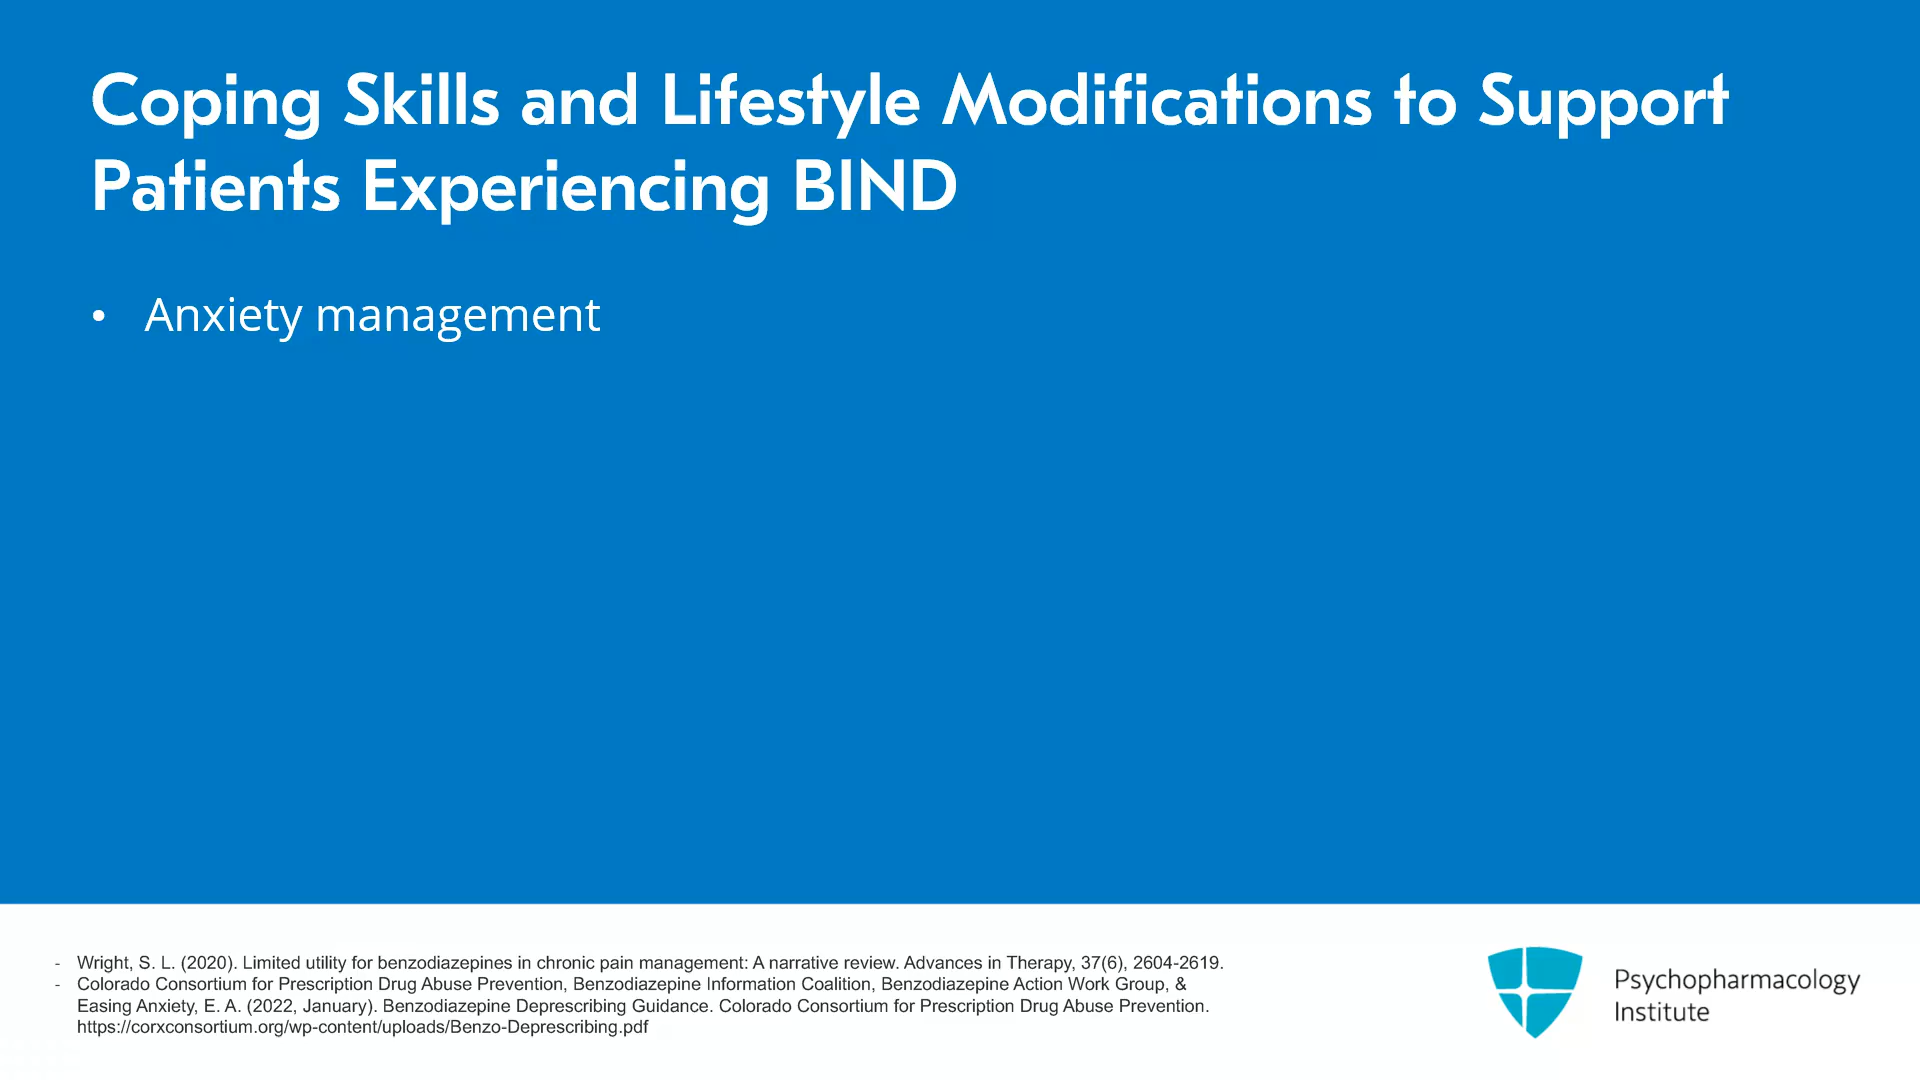 Coping Skills and Lifestyle Modifications to Support
Patients Experiencing BIND
• Anxiety management
- Wright, S. L. (2020). Limited utility for benzodiazepines in chronic pain management: A narrative review. Advances in Therapy, 37(6), 2604-2619.
- Colorado Consortium for Prescription Drug Abuse Prevention, Benzodiazepine Information Coalition, Benzodiazepine Action Work Group, &
Easing Anxiety, E. A. (2022, January). Benzodiazepine Deprescribing Guidance. Colorado Consortium for Prescription Drug Abuse Prevention.
https://corxconsortium.org/wp-content/uploads/Benzo-Deprescribing.pdf
Psychopharmacology
Institute